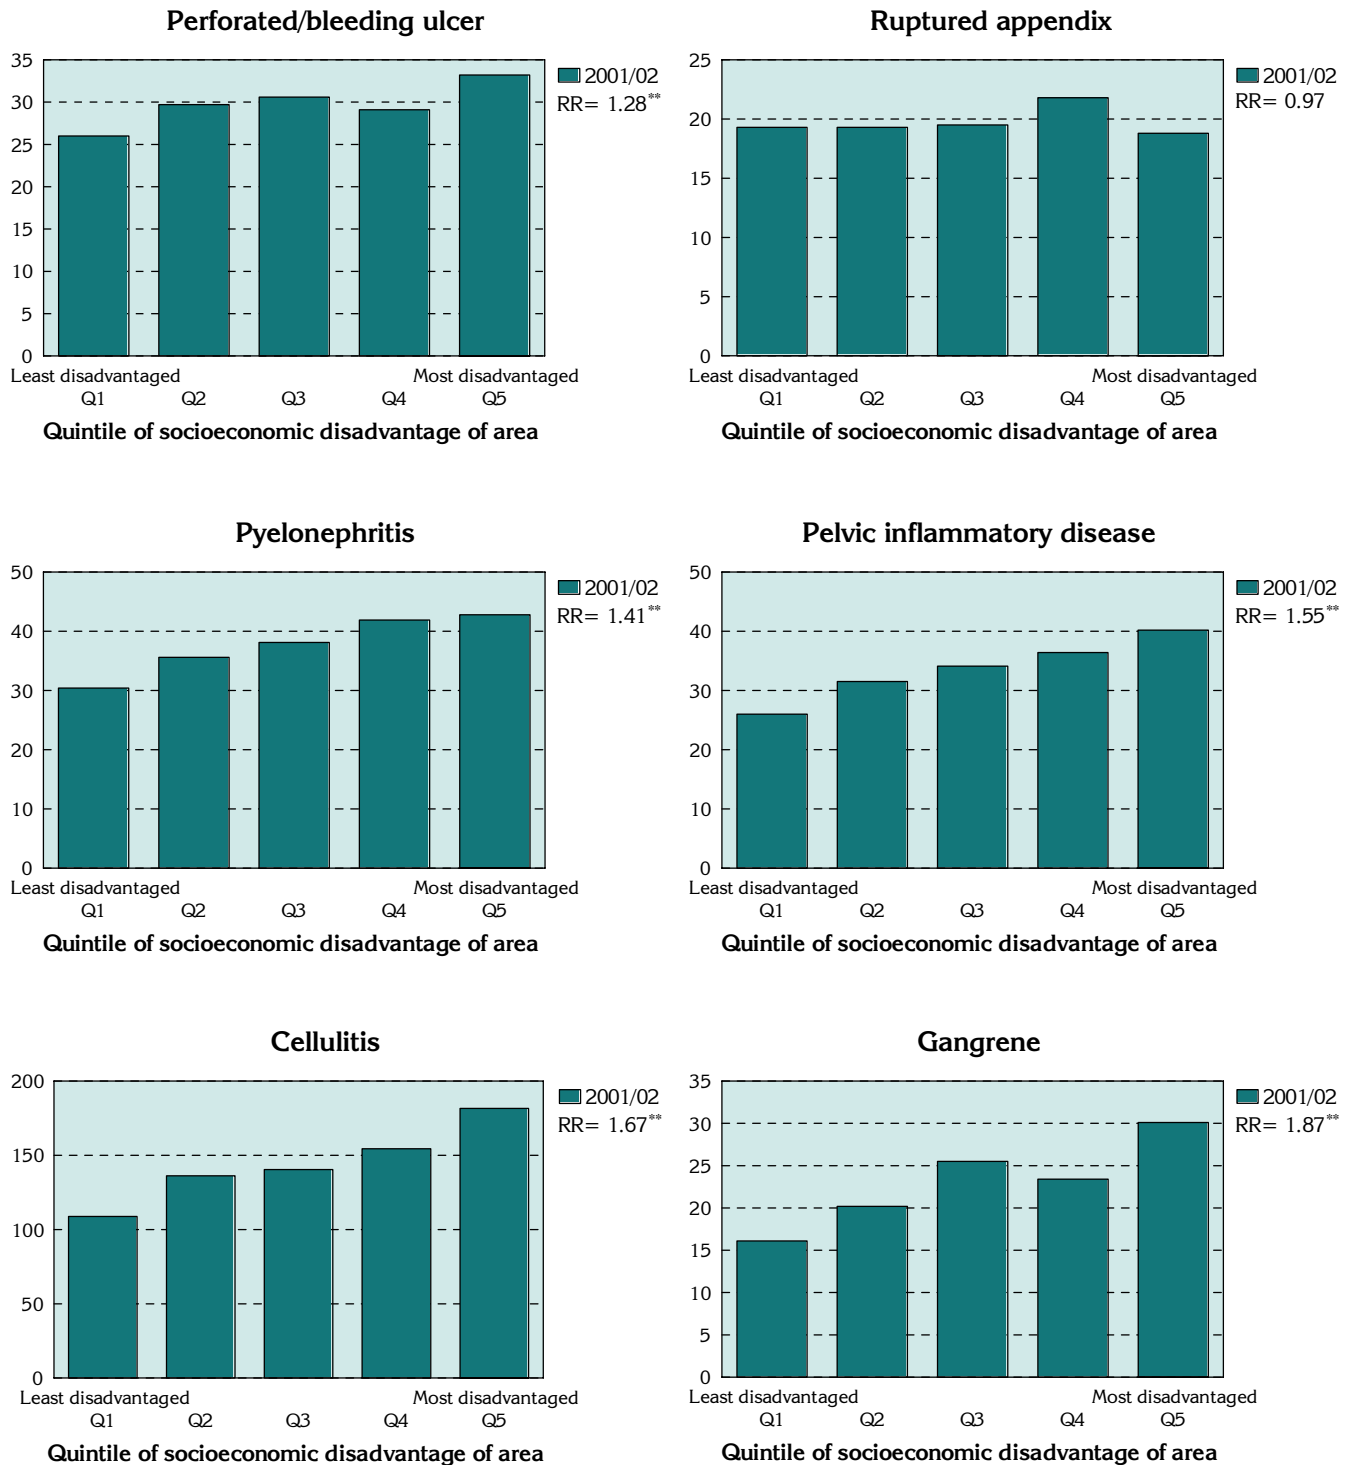 Perforated/bleeding ulcer
35
30
25
20
15
10
5
0
2001/02
RR= 1.28**
Least disadvantaged
Most disadvantaged
Q1 Q2 Q3 Q4 Q5
Quintile of socioeconomic disadvantage of area
Ruptured appendix
25
20
15
10
5
0
2001/02
RR= 0.97
Least disadvantaged
Most disadvantaged
Q1 Q2 Q3 Q4 Q5
Quintile of socioeconomic disadvantage of area
Pyelonephritis
50
40
30
20
10
0
2001/02
RR= 1.41**
Least disadvantaged
Most disadvantaged
Q1 Q2 Q3 Q4 Q5
Quintile of socioeconomic disadvantage of area
Pelvic inflammatory disease
50
40
30
20
10
0
2001/02
RR= 1.55**
Least disadvantaged
Most disadvantaged
Q1 Q2 Q3 Q4 Q5
Quintile of socioeconomic disadvantage of area
Cellulitis
200
150
100
50
0
2001/02
RR= 1.67**
Least disadvantaged
Most disadvantaged
Q1 Q2 Q3 Q4 Q5
Quintile of socioeconomic disadvantage of area
Gangrene
35
30
25
20
15
10
5
0
2001/02
RR= 1.87**
Least disadvantaged
Most disadvantaged
Q1 Q2 Q3 Q4 Q5
Quintile of socioeconomic disadvantage of area